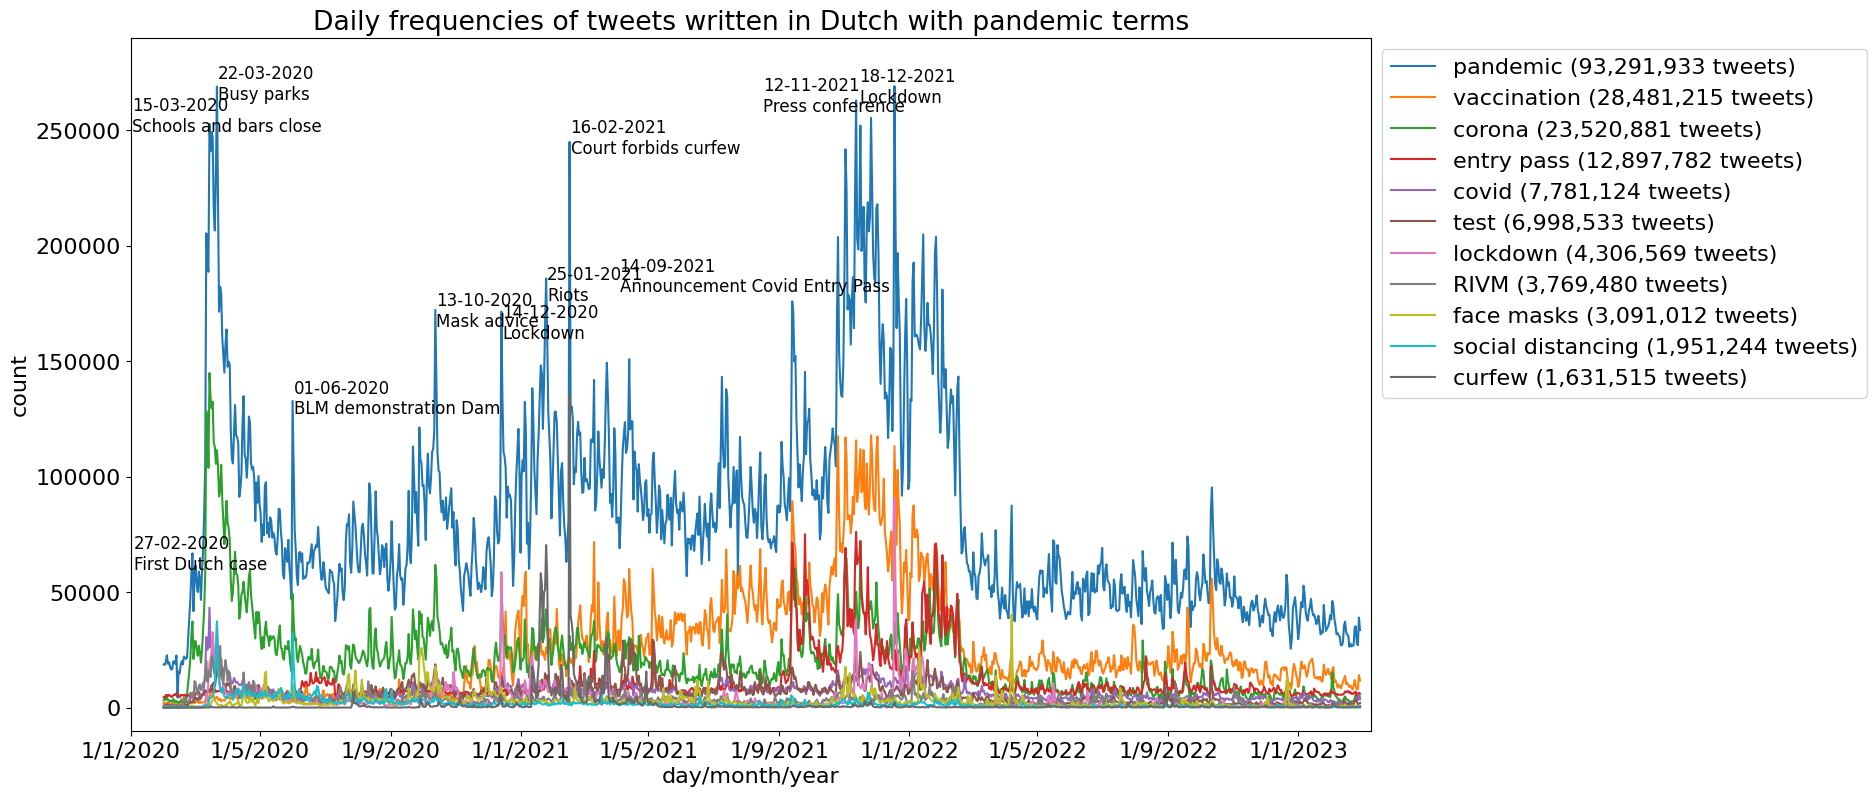 Daily frequencies of tweets written in Dutch with pandemic terms
22-03-2020
Busy parks
15-03-2020
Schools and bars close
12-11-2021
Press conference
18-12-2021
Lockdown
16-02-2021
Court forbids curfew
14-09-2021
Announcement Covid Entry Pass
25-01-2021
Riots
13-10-2020
Mask advice
14-12-2020
Lockdown
01-06-2020
BLM demonstration Dam
27-02-2020
First Dutch case
250000
200000
150000
100000
50000
0
count
1/1/2020 1/5/2020 1/9/2020 1/1/2021 1/5/2021 1/9/2021 1/1/2022 1/5/2022 1/9/2022 1/1/2023
day/month/year
pandemic (93,291,933 tweets)
vaccination (28,481,215 tweets)
corona (23,520,881 tweets)
entry pass (12,897,782 tweets)
covid (7,781,124 tweets)
test (6,998,533 tweets)
lockdown (4,306,569 tweets)
RIVM (3,769,480 tweets)
face masks (3,091,012 tweets)
social distancing (1,951,244 tweets)
curfew (1,631,515 tweets)